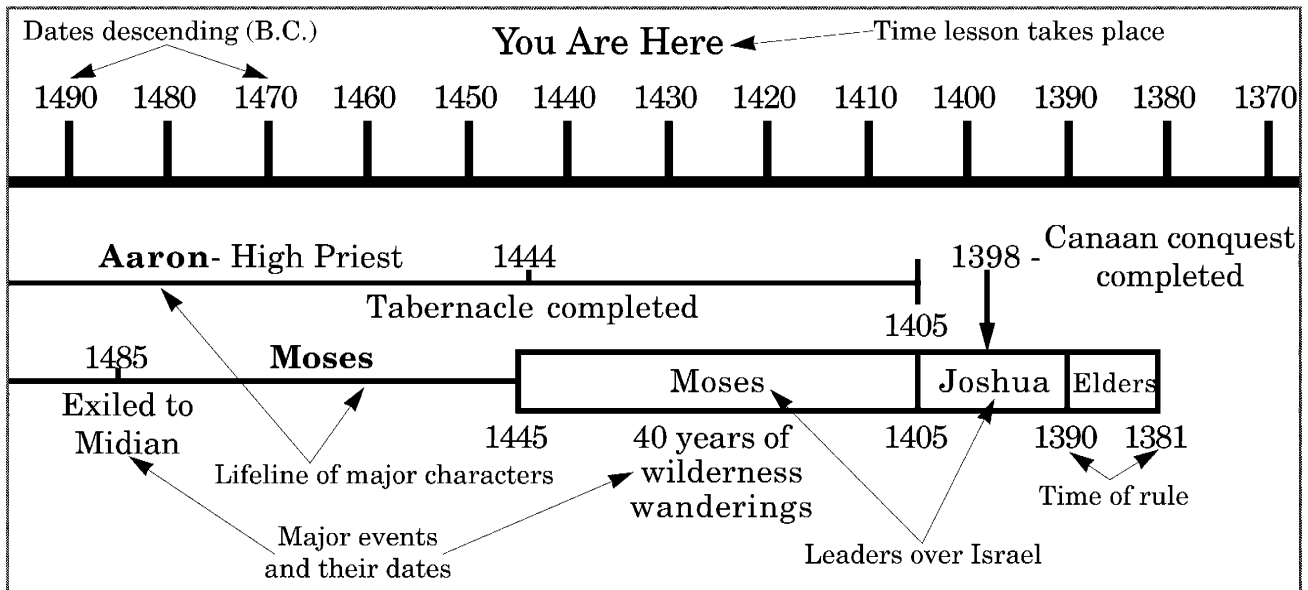 Dates descending (B.C.)
You Are Here
Time lesson takes place
1490 1480 1470 1460 1450 1440 1430 1420 1410 1400 1390 1380 1370
Aaron- High Priest
1444
Tabernacle completed
1405
1398 -
Canaan conquest
completed
1485
Moses
Exiled to
Midian
Moses
Joshua
Elders
1445
40 years of
wilderness
wanderings
1405
1390
1381
Lifeline of major characters
Time of rule
Major events
and their dates
Leaders over Israel